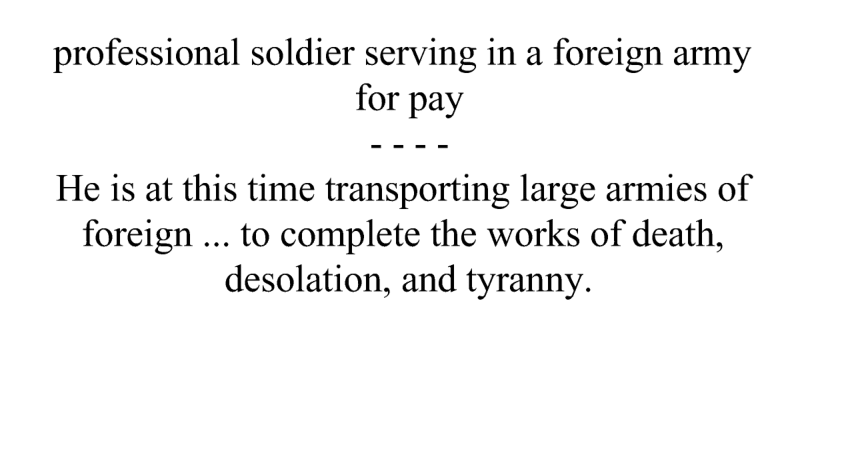 professional soldier serving in a foreign army
for pay
- - - -
He is at this time transporting large armies of
foreign ... to complete the works of death,
desolation, and tyranny.